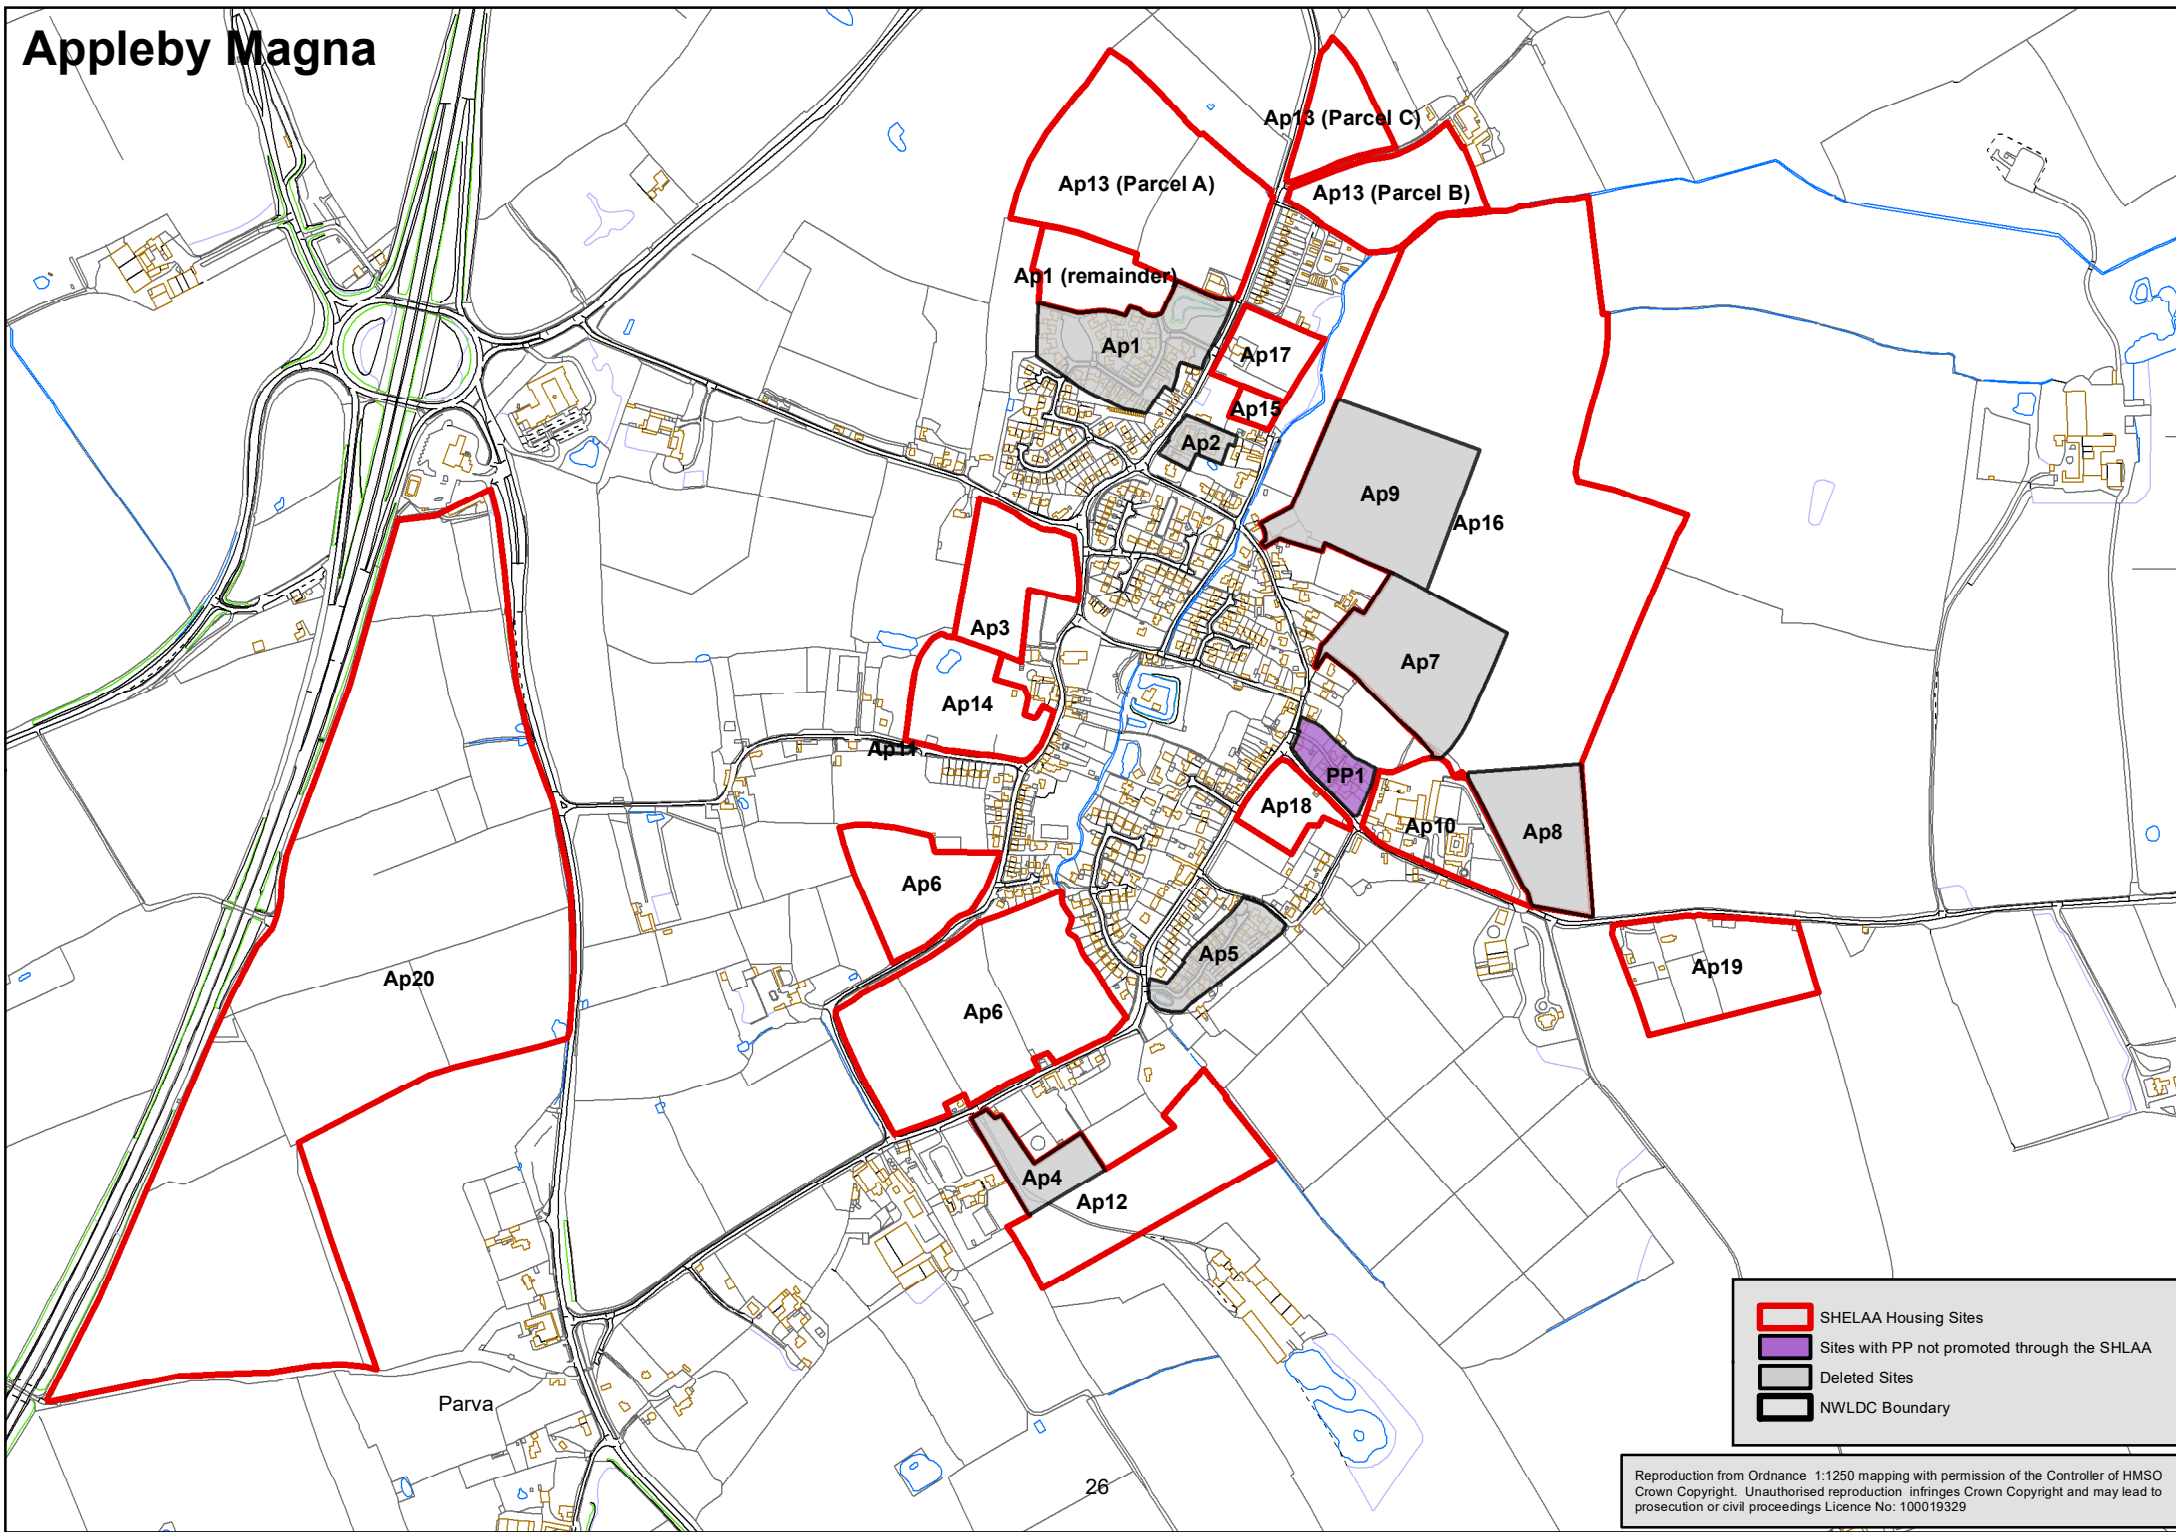 Appleby Magna
Ap13 (Parcel C)
Ap13 (Parcel A)
Ap13 (Parcel B)
Ap1 (remainder)
Ap1
Ap17
Ap15
Ap2
Ap9
Ap16
Ap3
Ap7
Ap14
Ap11
PP1
Ap18
Ap10
Ap8
Ap6
Ap5
Ap19
Ap20
Ap6
Ap4
Ap12
Parva
SHELAA Housing Sites
Sites with PP not promoted through the SHLAA
Deleted Sites
NWLDC Boundary
26
Reproduction from Ordnance 1:1250 mapping with permission of the Controller of HMSO
Crown Copyright. Unauthorised reproduction infringes Crown Copyright and may lead to
prosecution or civil proceedings Licence No: 100019329